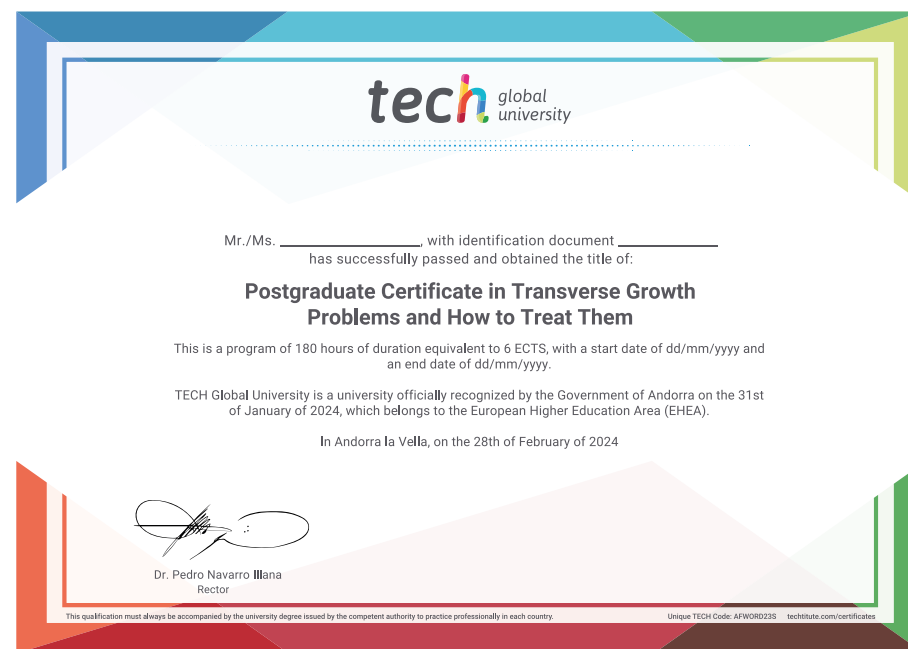 tech global university
Mr./Ms. ____________________, with identification document ______________
has successfully passed and obtained the title of:
Postgraduate Certificate in Transverse Growth
Problems and How to Treat Them
This is a program of 180 hours of duration equivalent to 6 ECTS, with a start date of dd/mm/yyyy and
an end date of dd/mm/yyyy.
TECH Global University is a university officially recognized by the Government of Andorra on the 31st
of January of 2024, which belongs to the European Higher Education Area (EHEA).
In Andorra la Vella, on the 28th of February of 2024
Dr. Pedro Navarro Illana
Rector
This qualification must always be accompanied by the university degree issued by the competent authority to practice professionally in each country.
Unique TECH Code: AFWORD23S techtitute.com/certificates